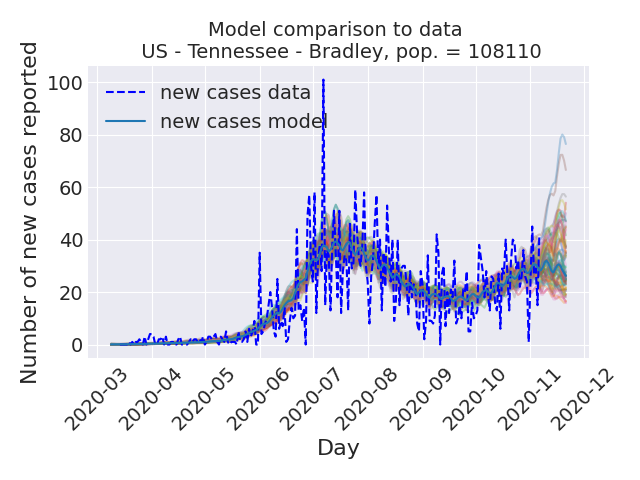 Model comparison to data
US - Tennessee - Bradley, pop. = 108110
Number of new cases reported
100
80
60
40
20
0
new cases data
new cases model
2020-03
2020-04
2020-05
2020-06
2020-07
2020-08
2020-09
2020-10
2020-11
2020-12
Day